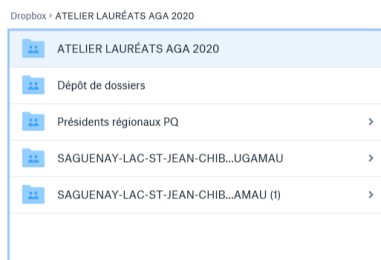 Dropbox › ATELIER LAURÉATS AGA 2020
ATELIER LAURÉATS AGA 2020
Dépôt de dossiers
Présidents régionaux PQ
SAGUENAY-LAC-ST-JEAN-CHIB...UGAMAU
SAGUENAY-LAC-ST-JEAN-CHIB...AMAU (1)